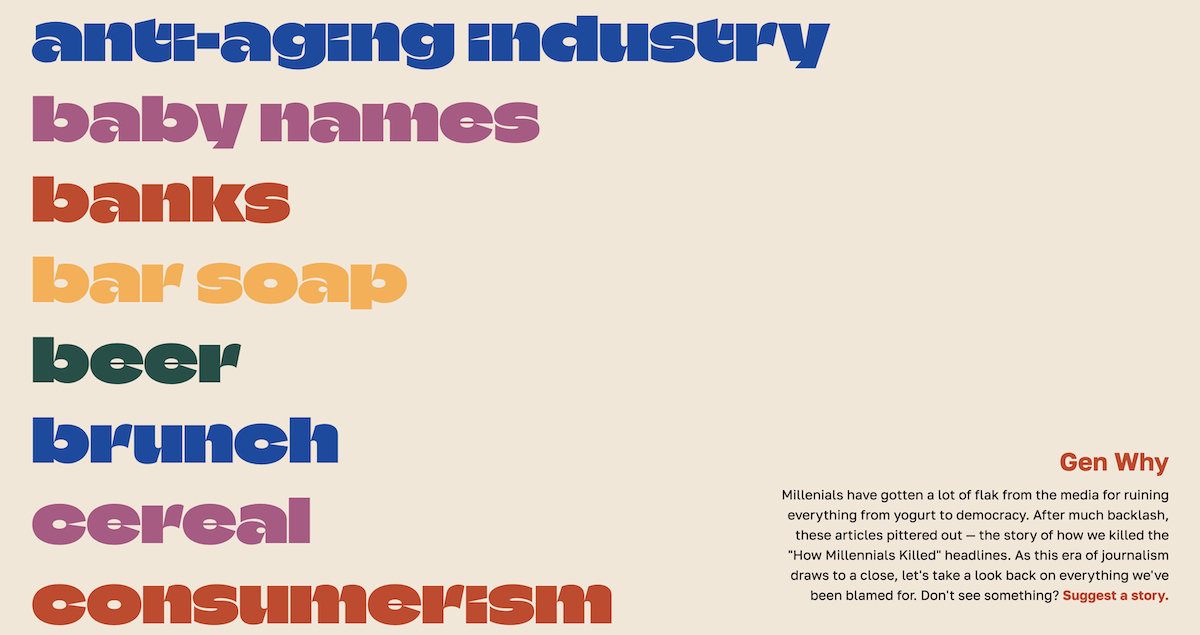 anti-aging industry
baby names
banks
bar soap
beer
brunch
cereal
consumerism
Gen Why
Millenials have gotten a lot of flak from the media for ruining
everything from yogurt to democracy. After much backlash,
these articles pittered out — the story of how we killed the
"How Millennials Killed" headlines. As this era of journalism
draws to a close, let's take a look back on everything we've
been blamed for. Don't see something? Suggest a story.